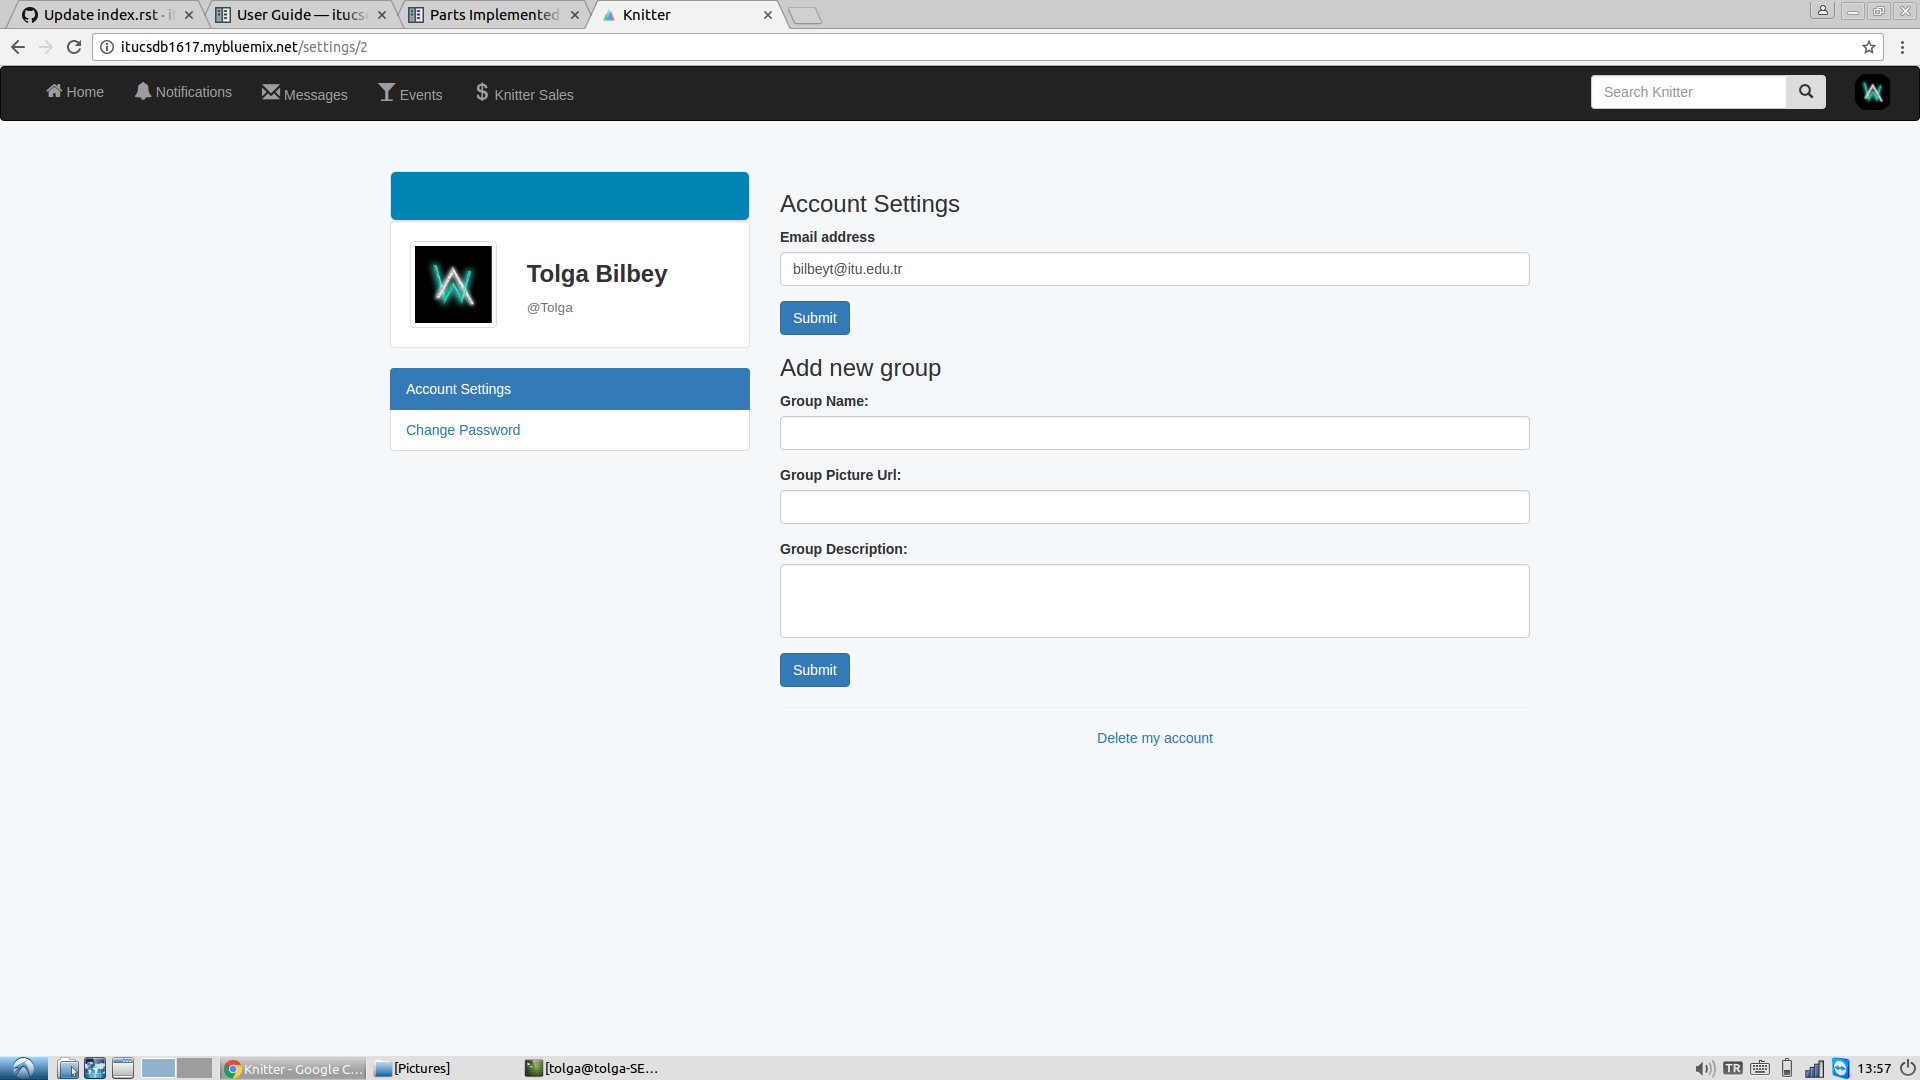 Update index.rst · it
User Guide — itucs
Parts Implemented
Knitter
itucsdb1617.mybluemix.net/settings/2
Home
Notifications
Messages
Events
Knitter Sales
Search Knitter
Tolga Bilbey
@Tolga
Account Settings
Change Password
Account Settings
Email address
bilbeyt@itu.edu.tr
Submit
Add new group
Group Name:
Group Picture Url:
Group Description:
Submit
Delete my account
Knitter - Google C...
[Pictures]
[tolga@tolga-SE...
TR
13:57